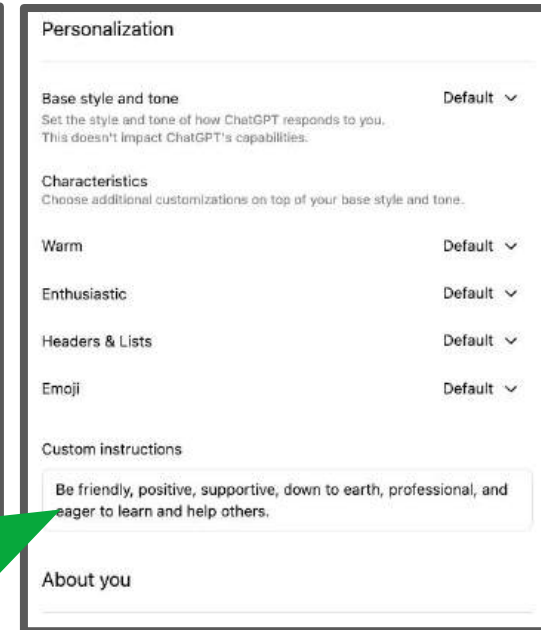 Personalization
Base style and tone
Default
Set the style and tone of how ChatGPT responds to you.
This doesn't impact ChatGPT's capabilities.
Characteristics
Choose additional customizations on top of your base style and tone.
Warm
Default
Enthusiastic
Default
Headers & Lists
Default
Emoji
Default
Custom instructions
Be friendly, positive, supportive, down to earth, professional, and
eager to learn and help others.
About you